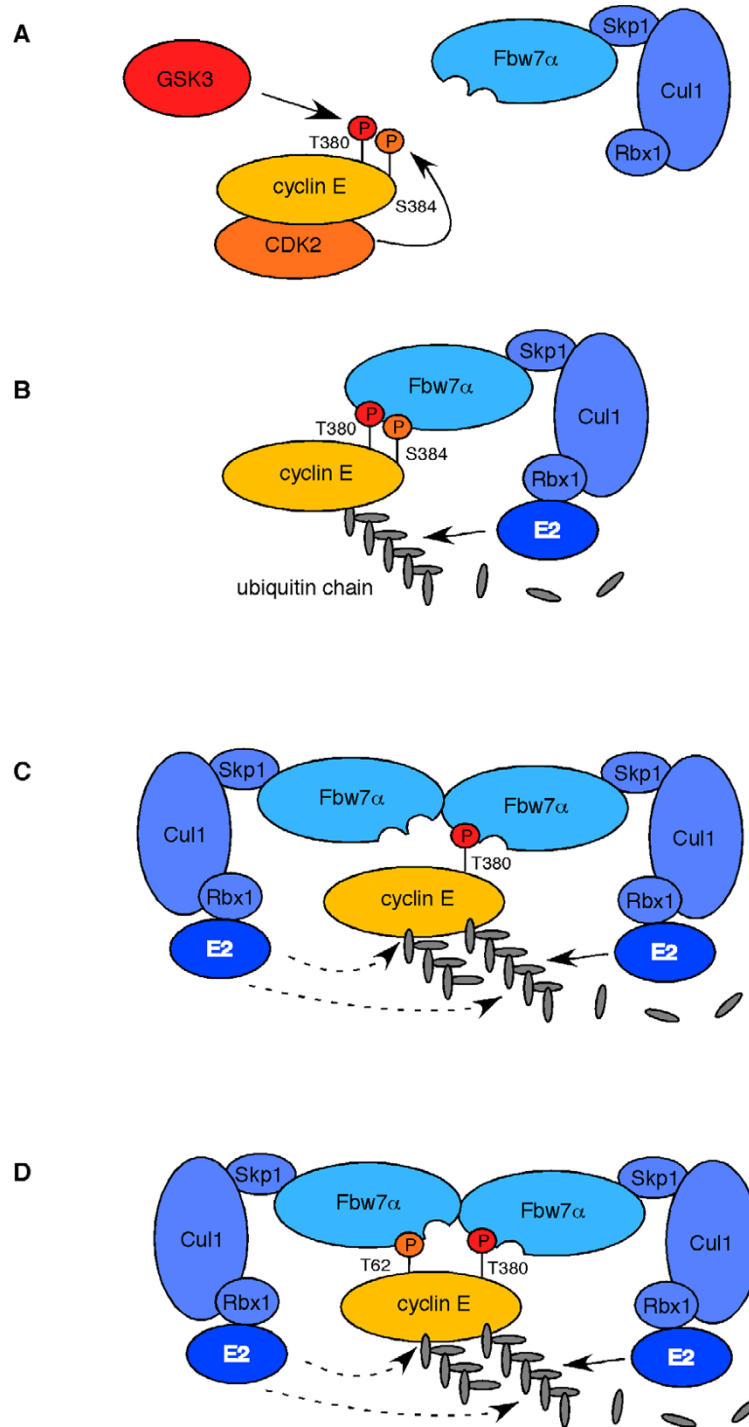 A
GSK3
Fbw7α
Skp1
Cul1
Rbx1
P
P
T380
cyclin E
S384
CDK2
B
Fbw7α
Skp1
Cul1
P
P
T380
S384
cyclin E
Rbx1
E2
ubiquitin chain
C
Skp1
Fbw7α
Fbw7α
Skp1
Cul1
Cul1
P
T380
cyclin E
Rbx1
Rbx1
E2
E2
D
Skp1
Fbw7α
Fbw7α
Skp1
Cul1
Cul1
P
P
T62
T380
cyclin E
Rbx1
Rbx1
E2
E2